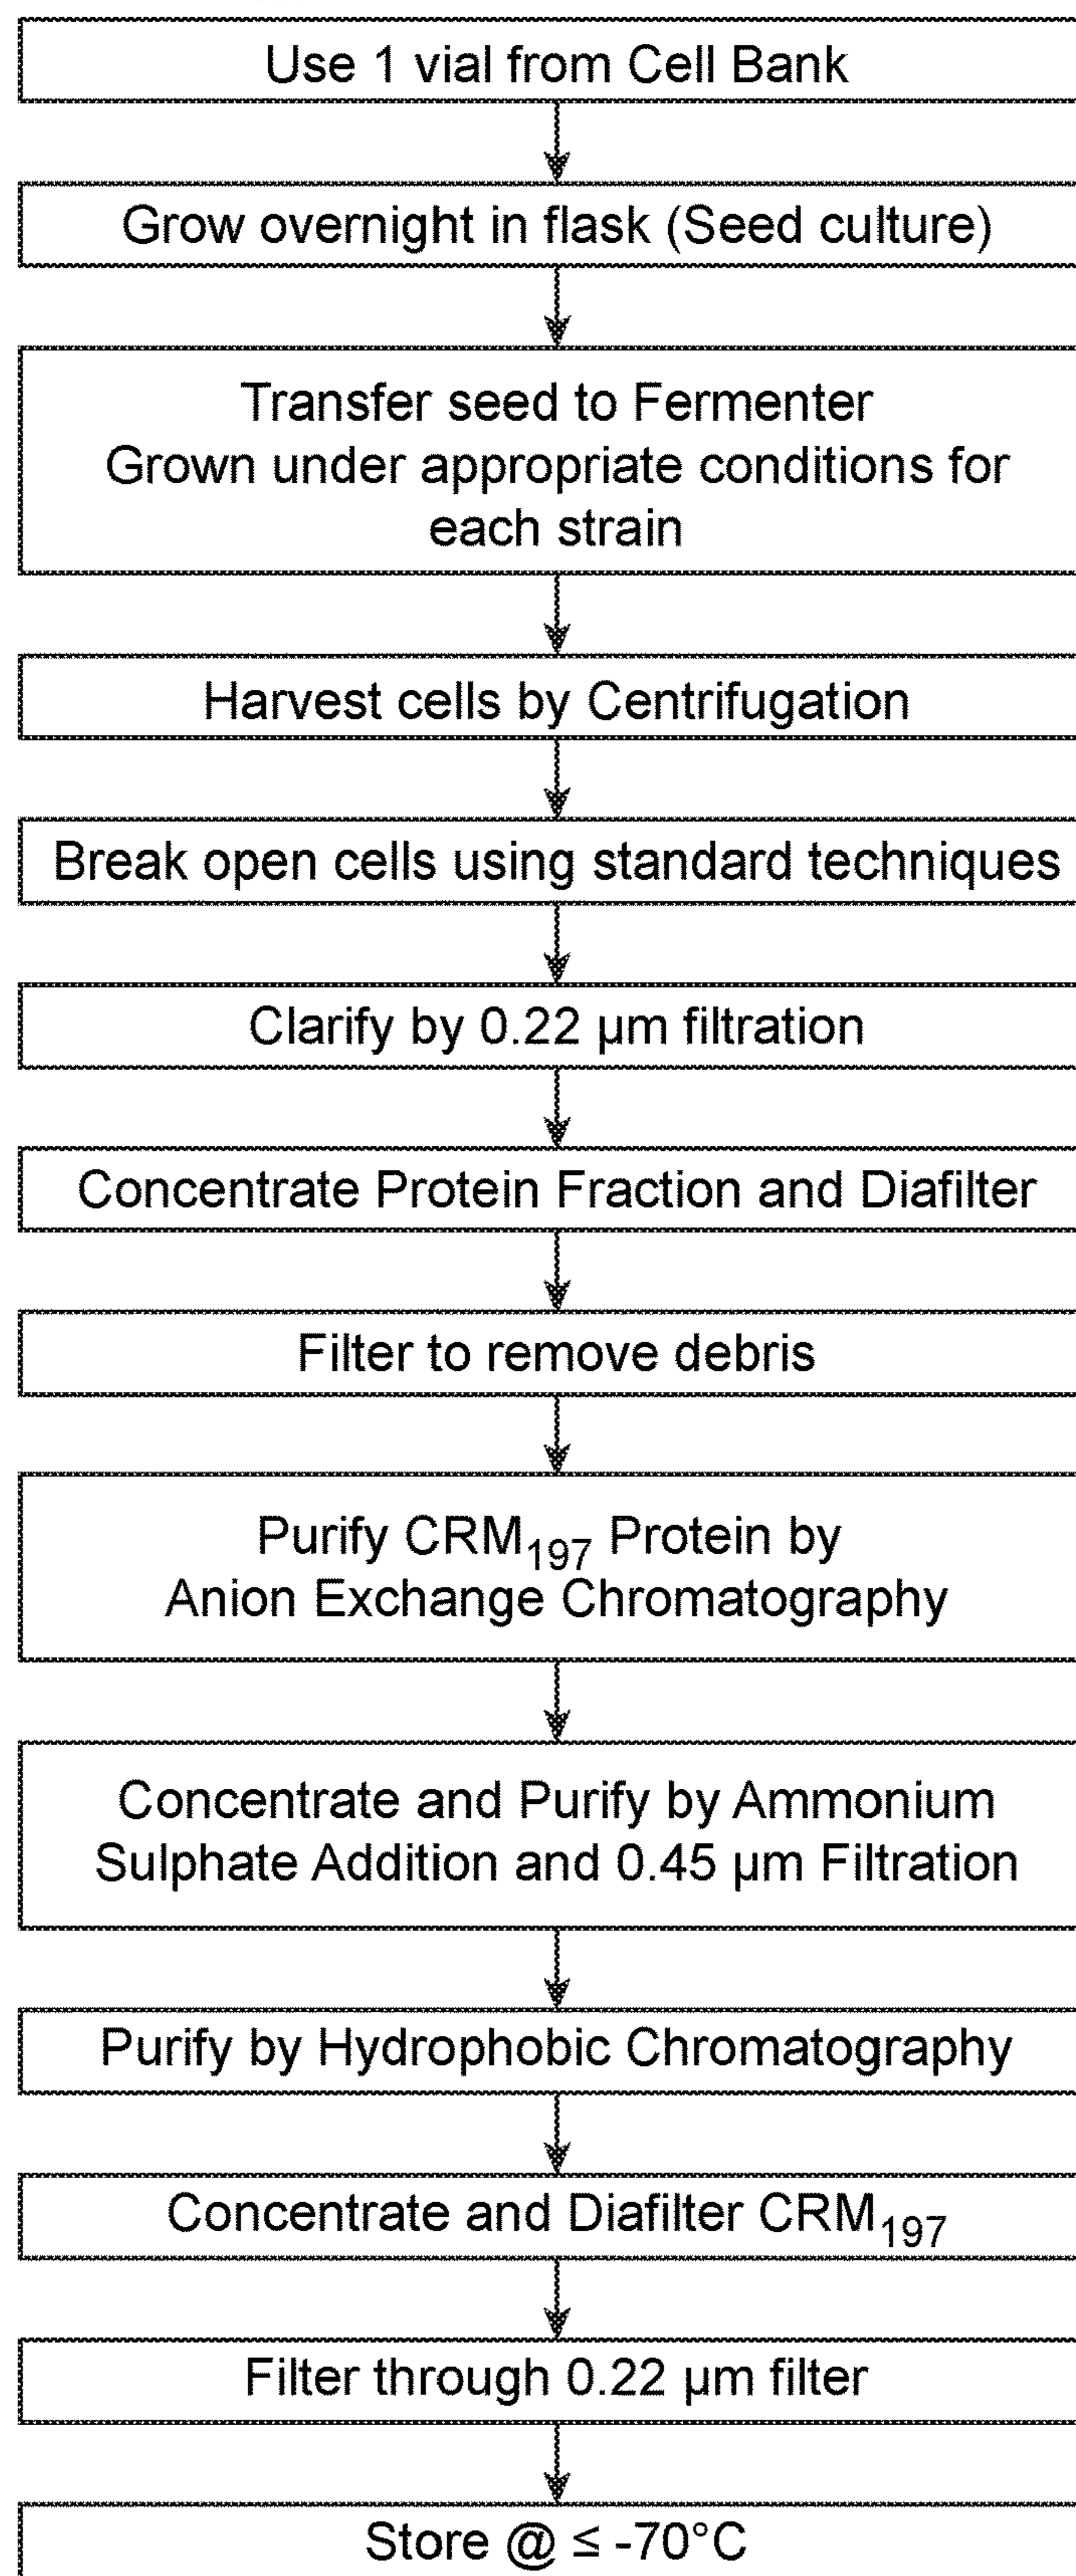 Use 1 vial from Cell Bank
Grow overnight in flask (Seed culture)
Transfer seed to Fermenter
Grown under appropriate conditions for
each strain
Harvest cells by Centrifugation
Break open cells using standard techniques
Clarify by 0.22 µm filtration
Concentrate Protein Fraction and Diafilter
Filter to remove debris
Purify CRM₁₉₇ Protein by
Anion Exchange Chromatography
Concentrate and Purify by Ammonium
Sulphate Addition and 0.45 µm Filtration
Purify by Hydrophobic Chromatography
Concentrate and Diafilter CRM₁₉₇
Filter through 0.22 µm filter
Store @ ≤ -70°C